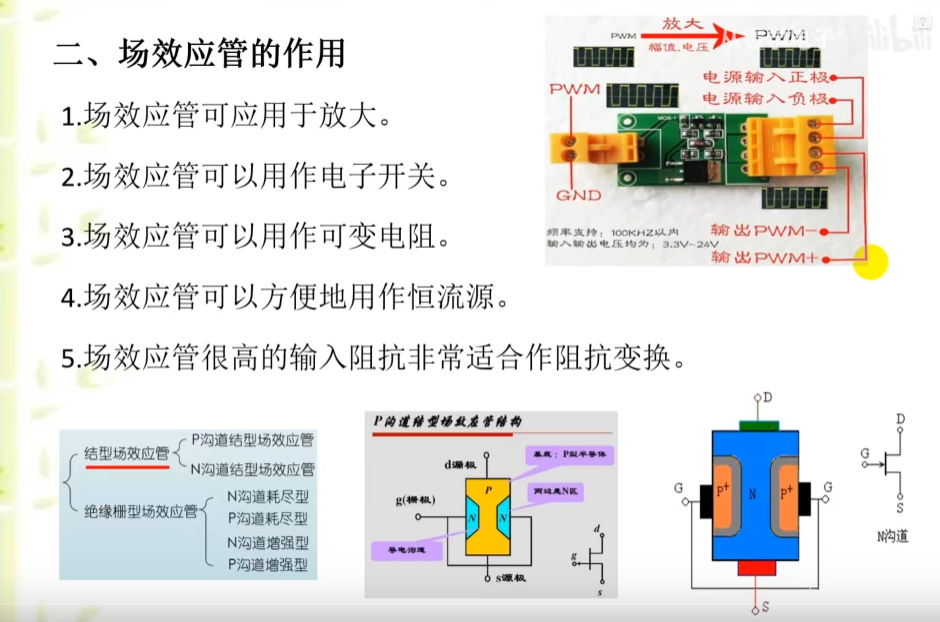 二、场效应管的作用
1.场效应管可应用于放大。
2.场效应管可以用作电子开关。
3.场效应管可以用作可变电阻。
4.场效应管可以方便地用作恒流源。
5.场效应管很高的输入阻抗非常适合作阻抗变换。
放大
PWM
PWM
幅值.电压
bilibili
电源输入正极
PWM
电源输入负极
GND
输出PWM-
频率支持：100KHZ以内
输入输出电压均为：3.3V~24V
输出PWM+
结型场效应管
P沟道结型场效应管
N沟道结型场效应管
绝缘栅型场效应管
N沟道耗尽型
P沟道耗尽型
N沟道增强型
P沟道增强型
P沟道结型场效应管结构
基底：P型半导体
d漏极
P
两边是N区
g(栅极)
N
N
导电沟道
s源极
d
g
s
D
G
P+
N
P+
G
S
D
G
S
N沟道